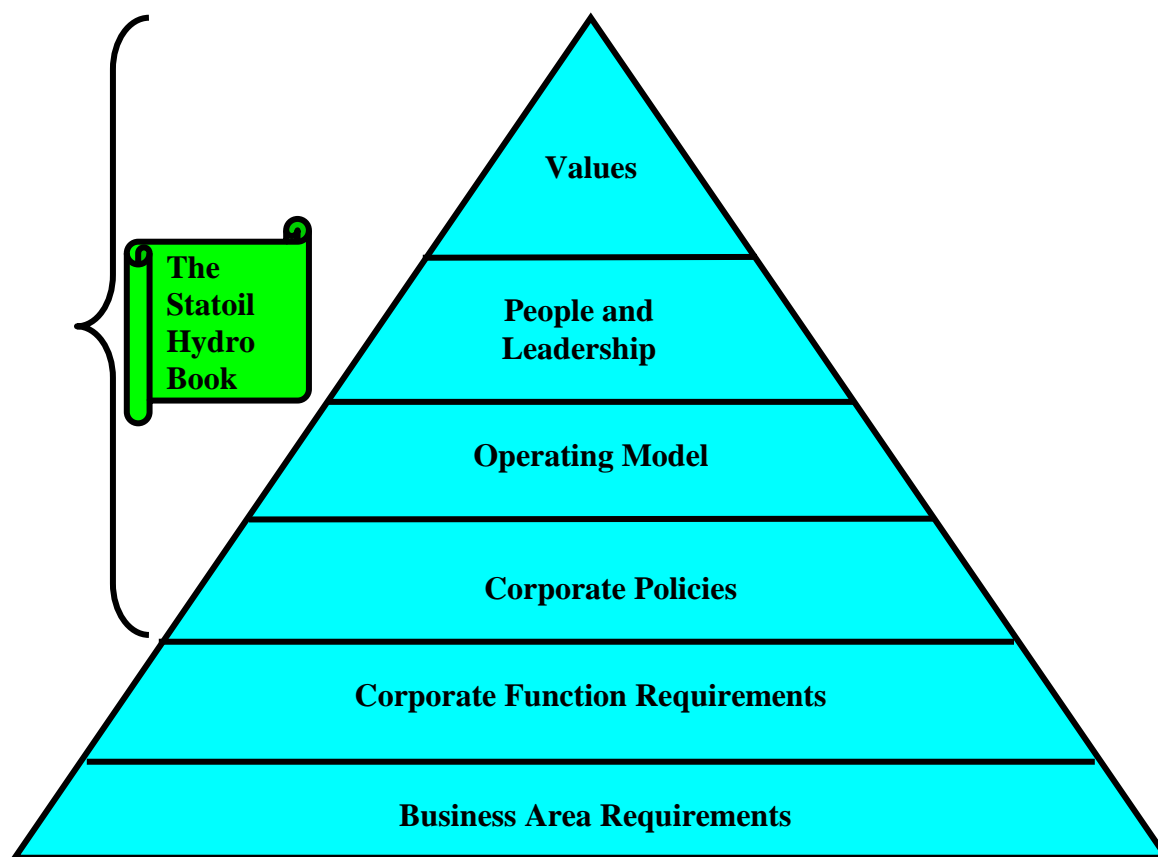 Values
The
Statoil
Hydro
Book
People and
Leadership
Operating Model
Corporate Policies
Corporate Function Requirements
Business Area Requirements